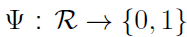 Ψ : ℛ → {0, 1}